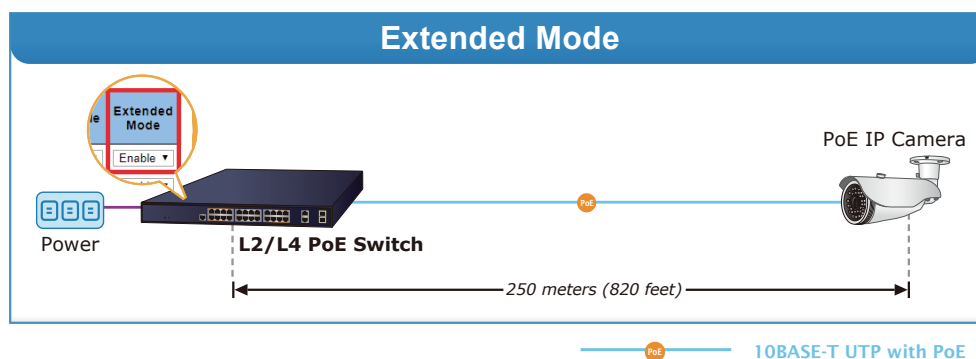 Extended Mode
Extended
Mode
Enable
PoE IP Camera
PoE
Power
L2/L4 PoE Switch
250 meters (820 feet)
PoE
10BASE-T UTP with PoE